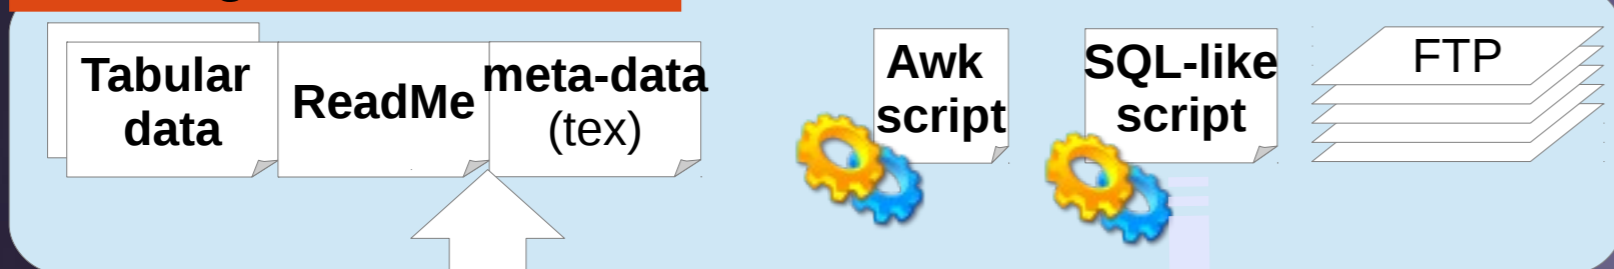 Tabular
data
ReadMe
meta-data
(tex)
Awk
script
SQL-like
script
FTP